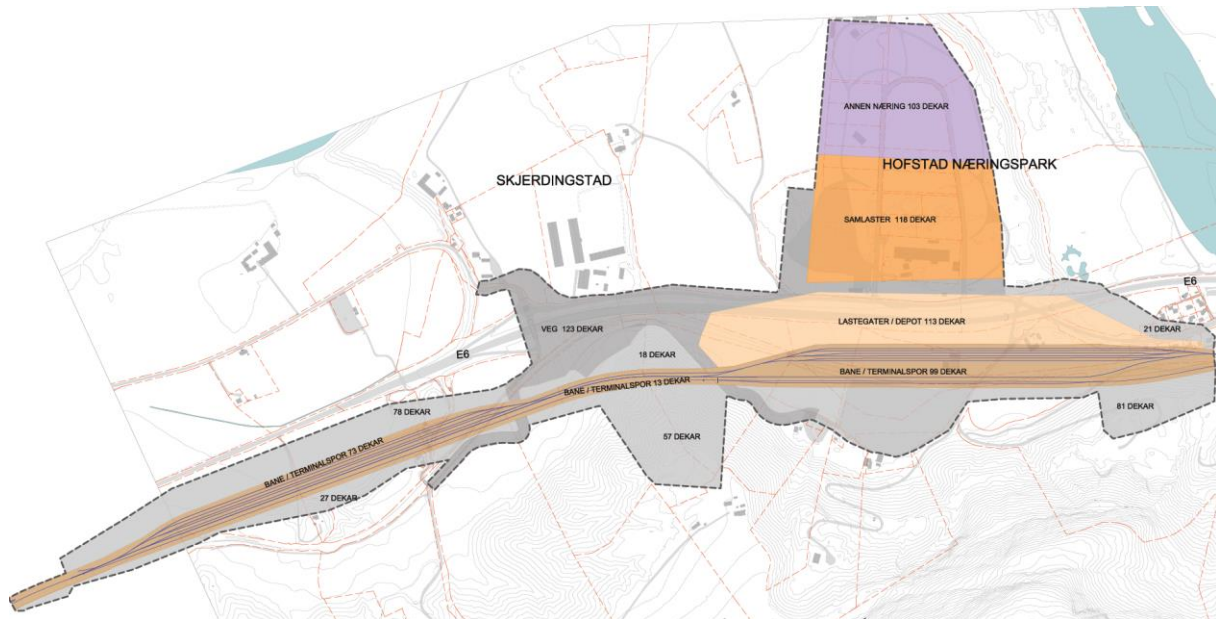 ANNEN NÆRING 103 DEKAR
HOFSTAD NÆRINGSPARK
SKJERDINGSTAD
SAMLASTER 118 DEKAR
E6
LASTEGATER / DEPOT 113 DEKAR
VEG 123 DEKAR
21 DEKAR
E6
18 DEKAR
BANE / TERMINALSPOR 99 DEKAR
BANE / TERMINALSPOR 13 DEKAR
78 DEKAR
81 DEKAR
57 DEKAR
BANE / TERMINALSPOR 73 DEKAR
27 DEKAR